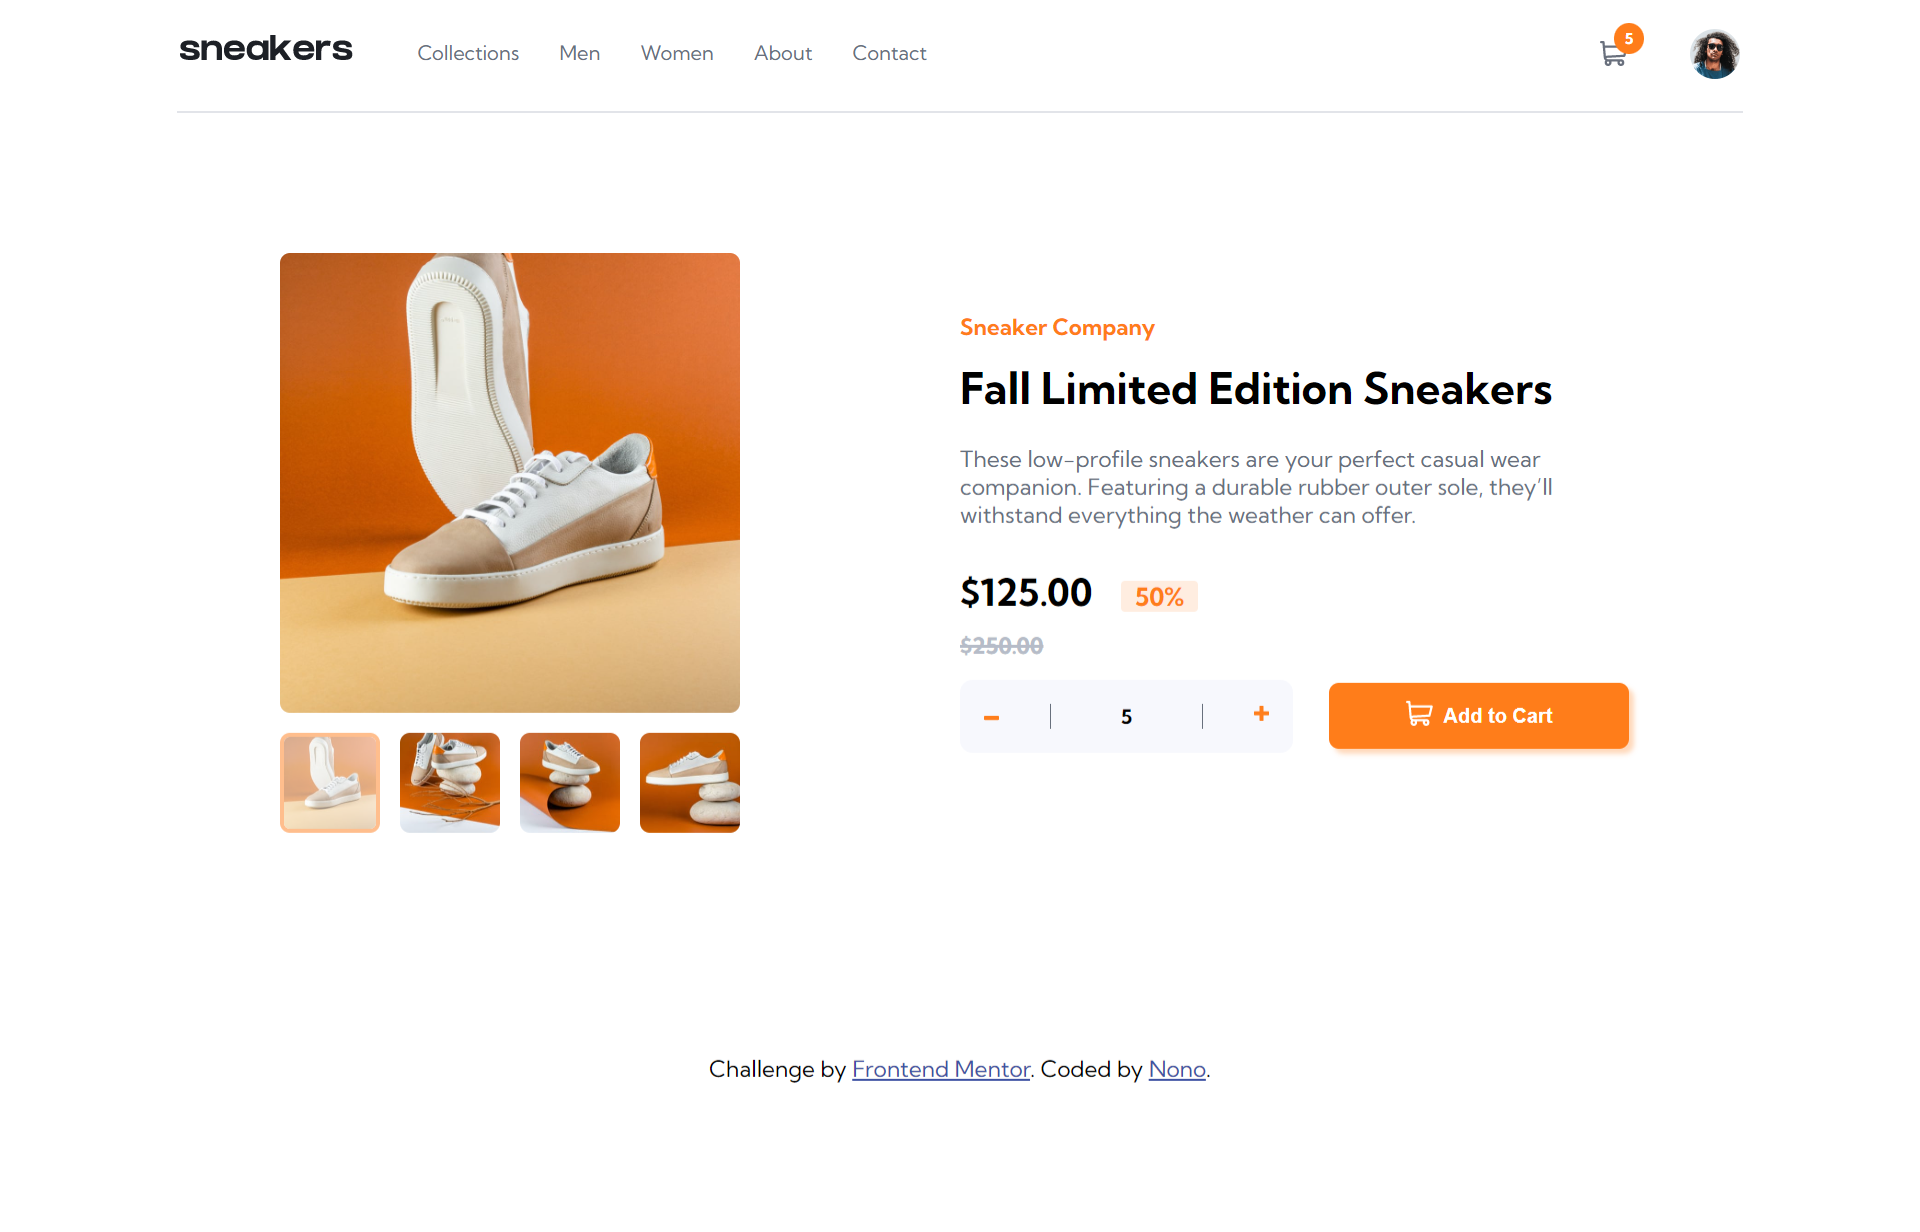 sneakers
Collections Men Women About Contact
5
Sneaker Company
Fall Limited Edition Sneakers
These low-profile sneakers are your perfect casual wear
companion. Featuring a durable rubber outer sole, they’ll
withstand everything the weather can offer.
$125.00 50%
$250.00
5
Add to Cart
Challenge by Frontend Mentor. Coded by Nono.